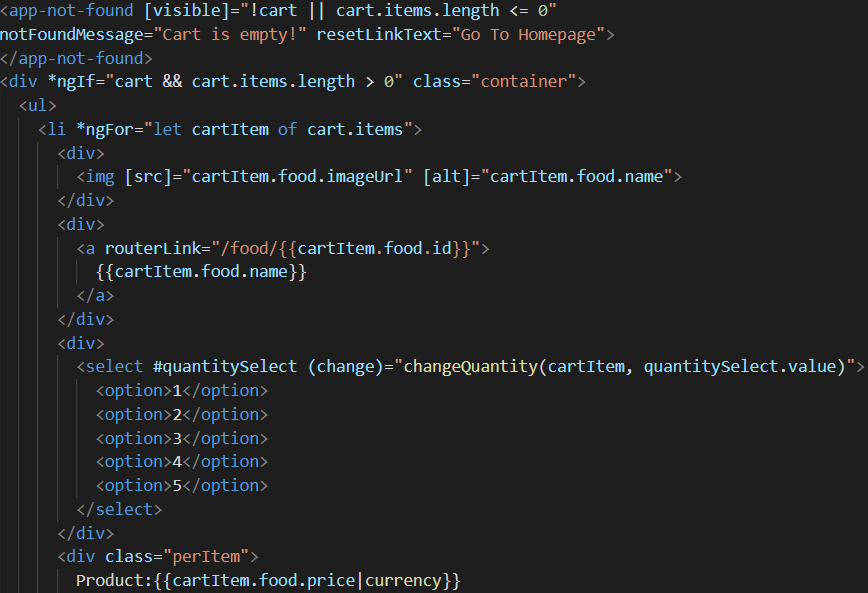 <app-not-found [visible]="!cart || cart.items.length <= 0"
notFoundMessage="Cart is empty!" resetLinkText="Go To Homepage">
</app-not-found>
<div *ngIf="cart && cart.items.length > 0" class="container">
  <ul>
    <li *ngFor="let cartItem of cart.items">
      <div>
        <img [src]="cartItem.food.imageUrl" [alt]="cartItem.food.name">
      </div>
      <div>
        <a routerLink="/food/{{cartItem.food.id}}">
          {{cartItem.food.name}}
        </a>
      </div>
      <div>
        <select #quantitySelect (change)="changeQuantity(cartItem, quantitySelect.value)">
          <option>1</option>
          <option>2</option>
          <option>3</option>
          <option>4</option>
          <option>5</option>
        </select>
      </div>
      <div class="perItem">
        Product:{{cartItem.food.price|currency}}